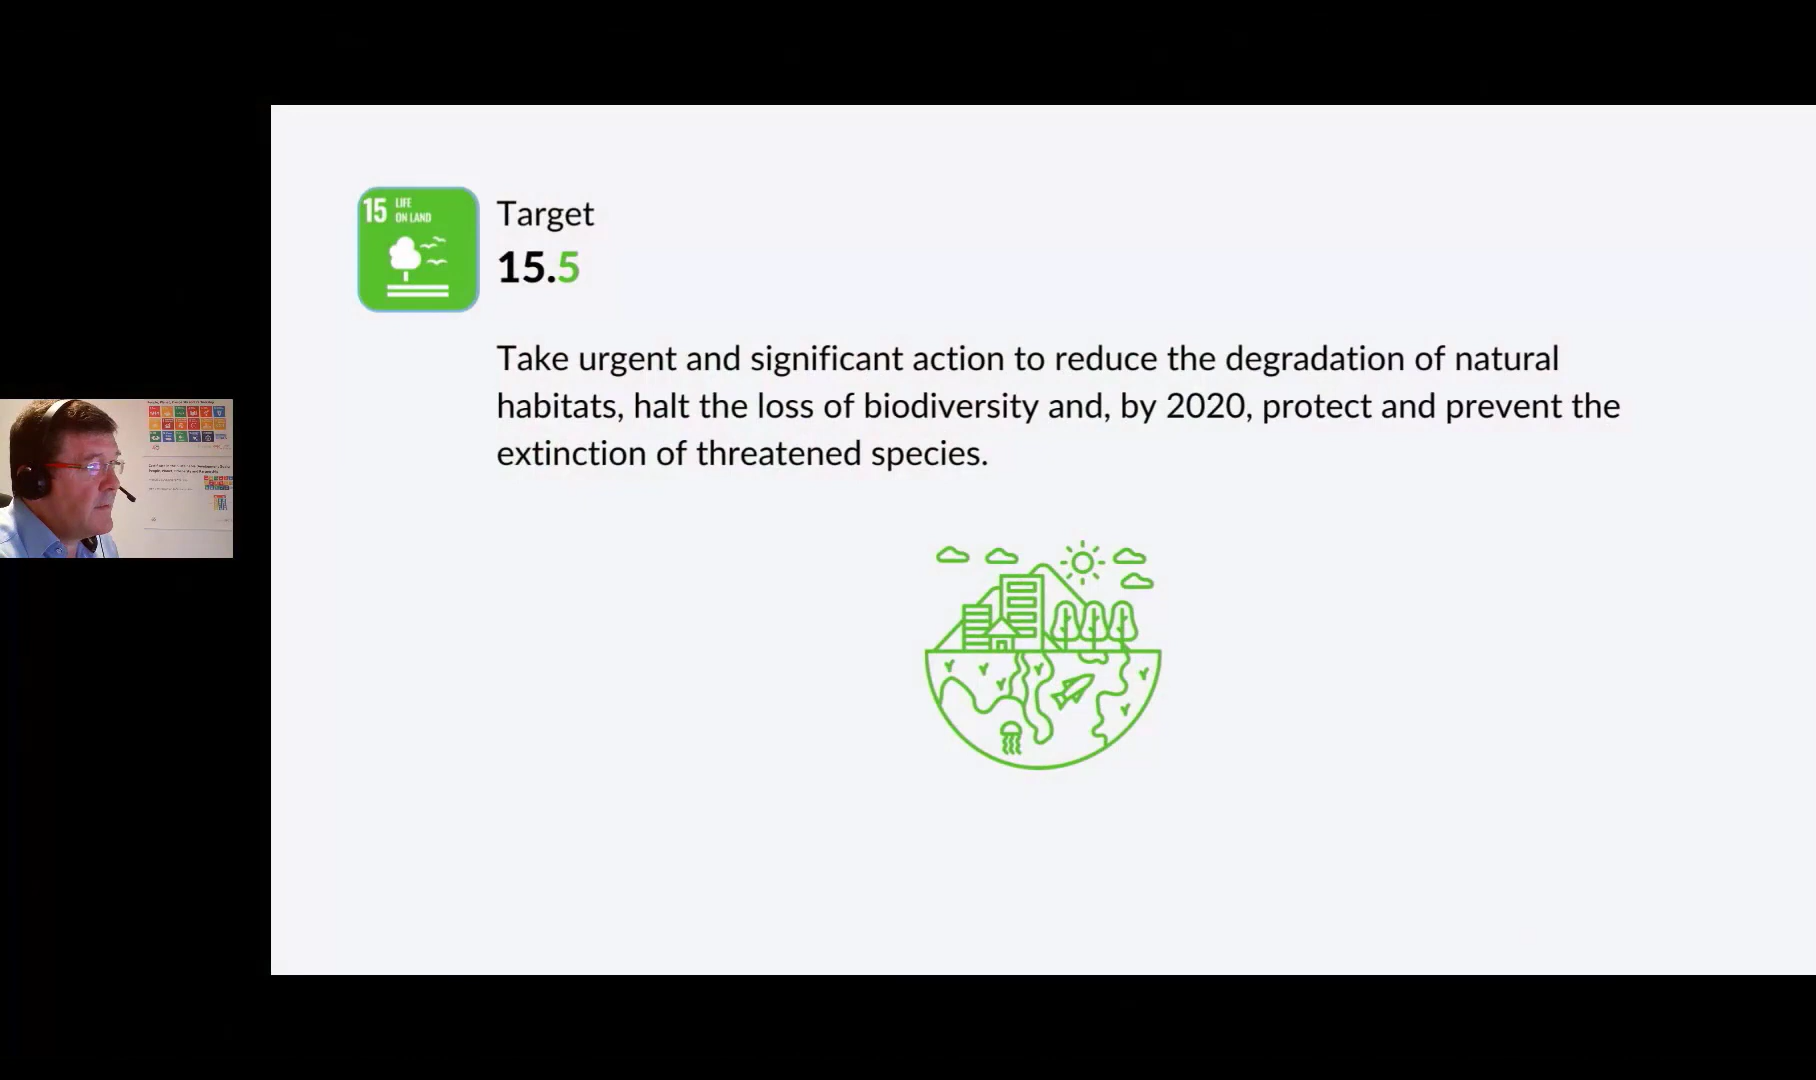 15 LIFE
ON LAND
Target
15.5
Take urgent and significant action to reduce the degradation of natural
habitats, halt the loss of biodiversity and, by 2020, protect and prevent the
extinction of threatened species.